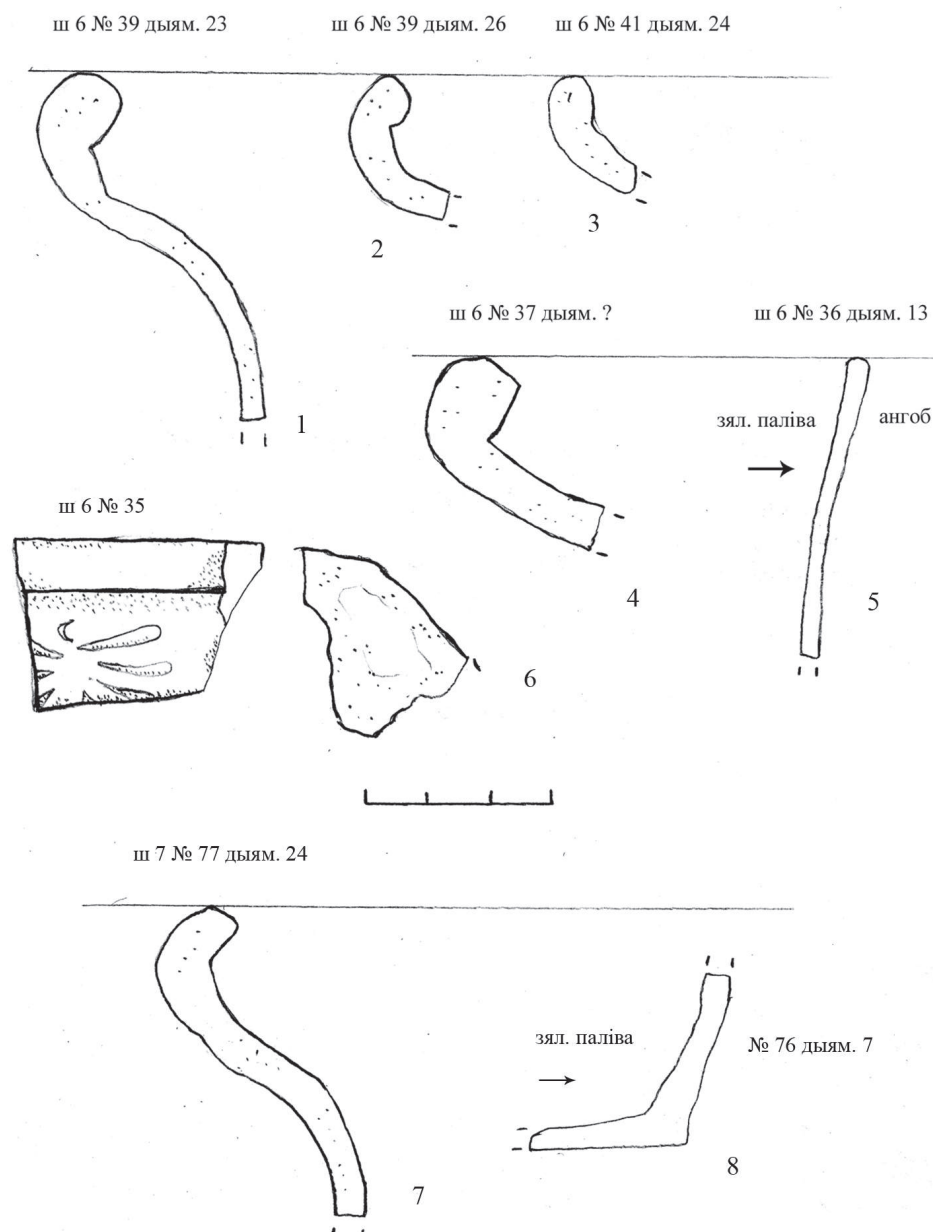 ш 6 № 39 дыям. 23
ш 6 № 39 дыям. 26
ш 6 № 41 дыям. 24
1
2
3
ш 6 № 37 дыям. ?
ш 6 № 36 дыям. 13
зял. паліва
ангоб
4
5
ш 6 № 35
6
ш 7 № 77 дыям. 24
7
зял. паліва
№ 76 дыям. 7
8